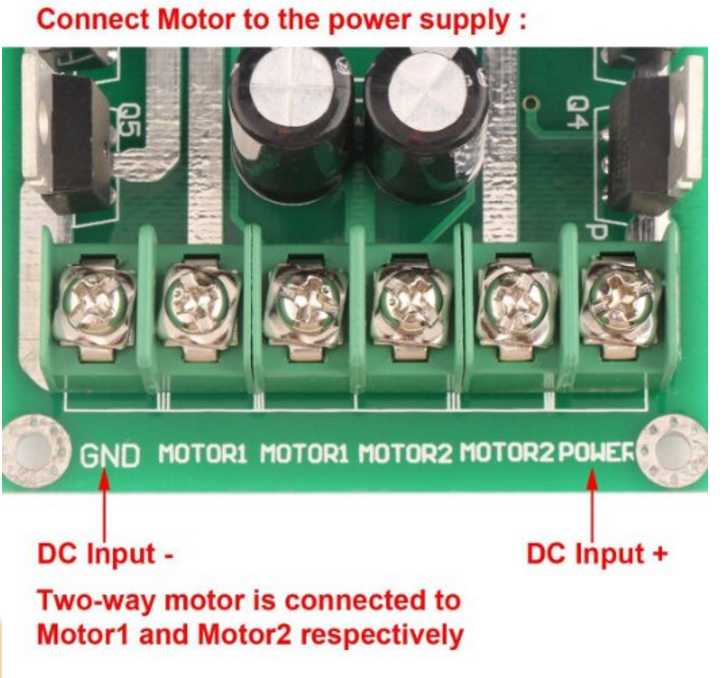 Connect Motor to the power supply :
Q5
Q4
P
GND MOTOR1 MOTOR1 MOTOR2 MOTOR2 POWER
DC Input -
DC Input +
Two-way motor is connected to
Motor1 and Motor2 respectively